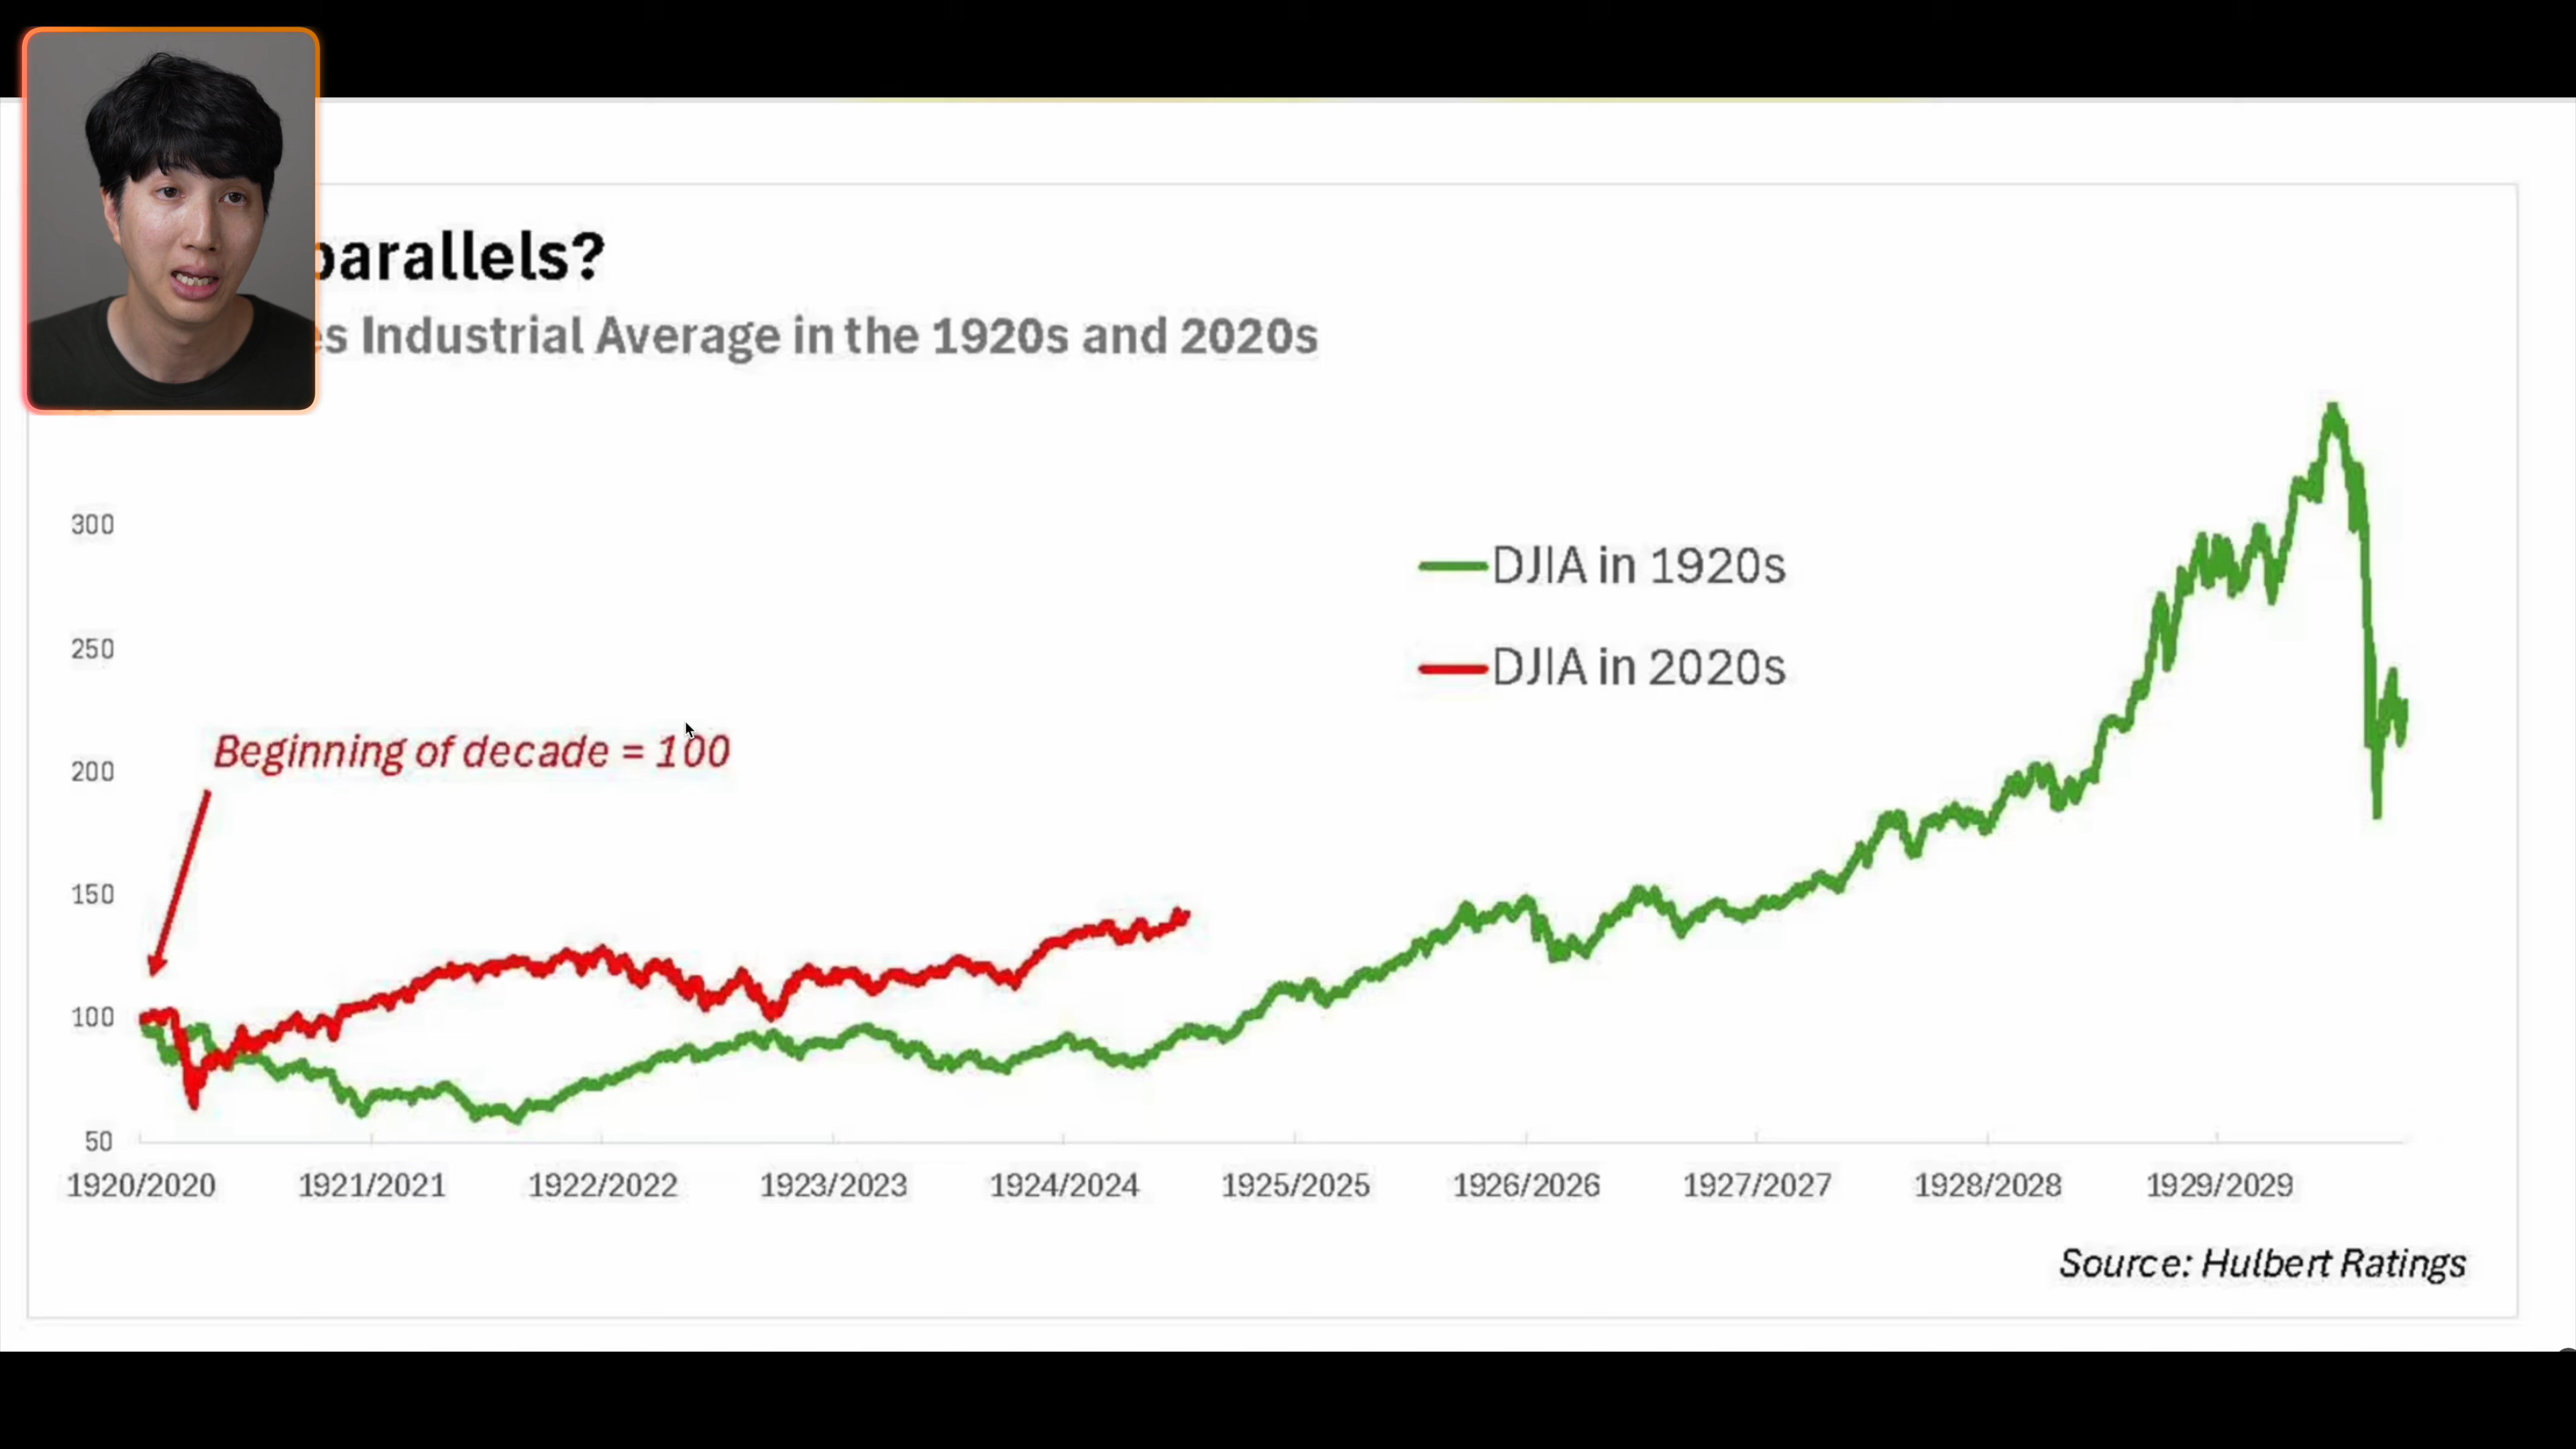 parallels?
es Industrial Average in the 1920s and 2020s
300
250
200
150
100
50
DJIA in 1920s
DJIA in 2020s
Beginning of decade = 100
1920/2020 1921/2021 1922/2022 1923/2023 1924/2024 1925/2025 1926/2026 1927/2027 1928/2028 1929/2029
Source: Hulbert Ratings